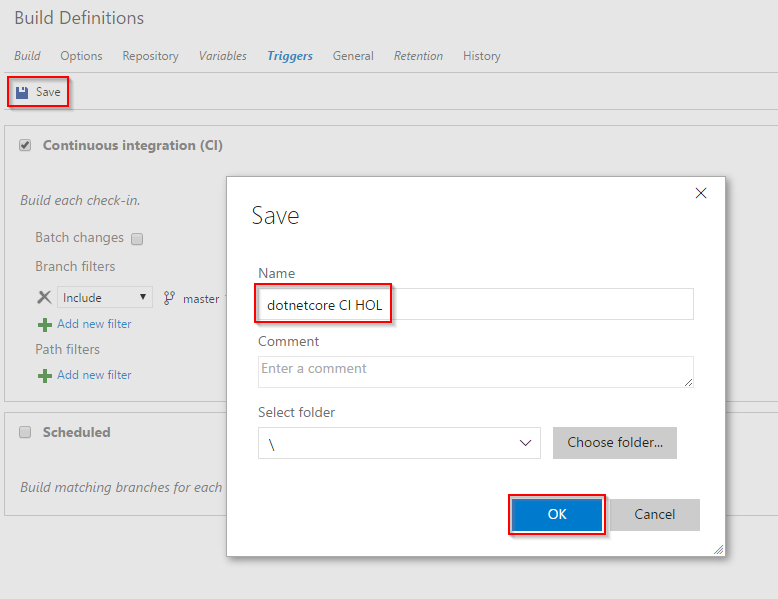 Build Definitions
Build Options Repository Variables Triggers General Retention History
Save
Continuous integration (CI)
Build each check-in.
Batch changes
Branch filters
Include master
Add new filter
Path filters
Add new filter
Scheduled
Build matching branches for each
Save
Name
dotnetcore CI HOL
Comment
Enter a comment
Select folder
\
Choose folder...
OK Cancel